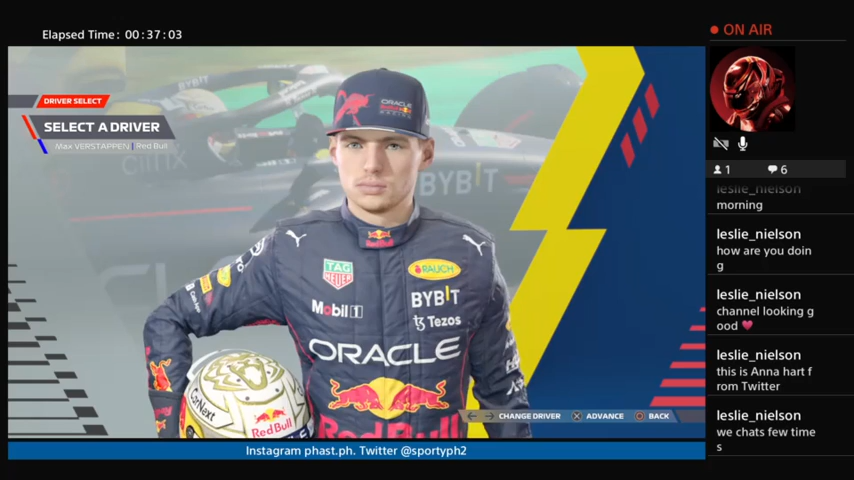 Elapsed Time: 00:37:03
ON AIR
DRIVER SELECT
SELECT A DRIVER
Max VERSTAPPEN | Red Bull
BYBIT
citrix
BYBIT
ORACLE
TAG
HEUER
RAUCH
Mobil 1
BYBIT
Tezos
ORACLE
Red Bull
CarNext
Red Bull
CHANGE DRIVER
ADVANCE
BACK
1
6
leslie_nielson
morning
leslie_nielson
how are you doin
g
leslie_nielson
channel looking g
ood ❤
leslie_nielson
this is Anna hart f
rom Twitter
leslie_nielson
we chats few time
s
Instagram phast.ph. Twitter @sportyph2